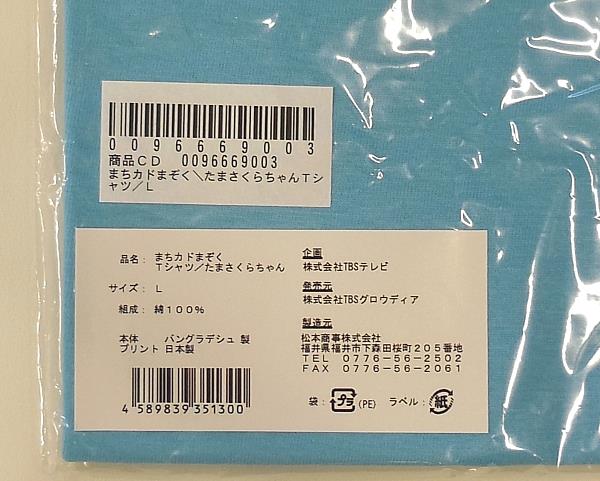 0096669003
商品CD 0096669003
まちカドまぞく＼たまさくらちゃんTシ
ャツ／L
品名： まちカドまぞく
Tシャツ／たまさくらちゃん
サイズ： L
組成： 綿100%
本体 バングラデシュ 製
プリント 日本製
4 589839 351300
企画
株式会社TBSテレビ
発売元
株式会社TBSグロウディア
製造元
松本商事株式会社
福井県福井市下森田桜町205番地
TEL 0776-56-2502
FAX 0776-56-2061
袋： プラ (PE) ラベル： 紙